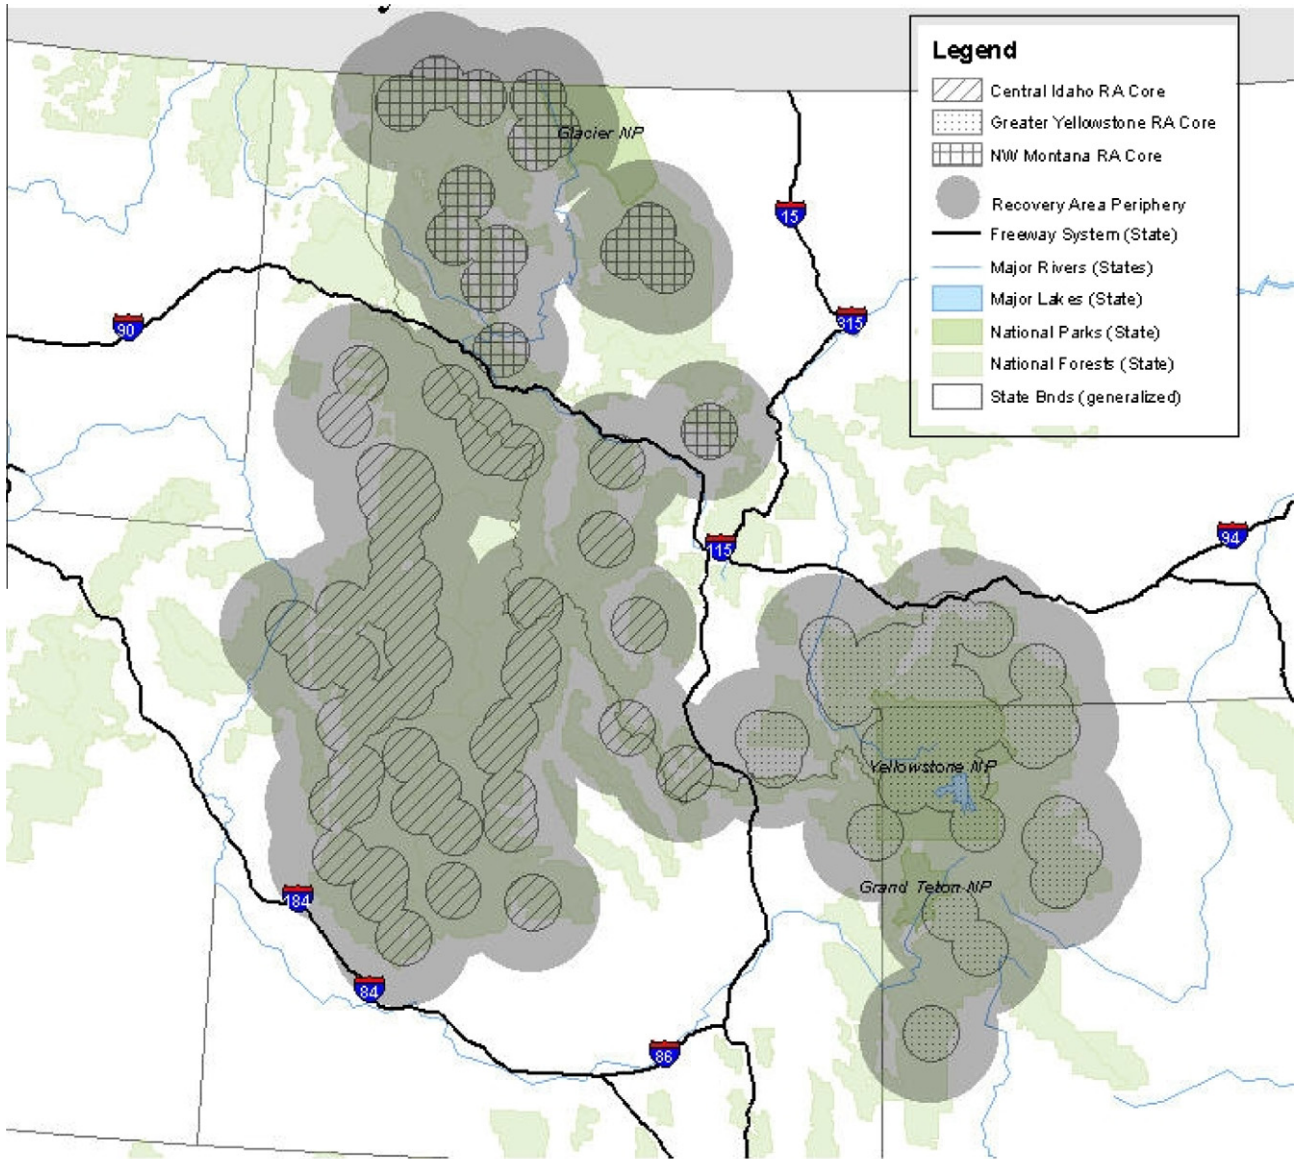 Legend
Central Idaho RA Core
Greater Yellowstone RA Core
NW Montana RA Core
Recovery Area Periphery
Freeway System (State)
Major Rivers (States)
Major Lakes (State)
National Parks (State)
National Forests (State)
State Bnds (generalized)
Glacier NP
15
315
90
115
94
Yellowstone NP
Grand Teton NP
184
84
86